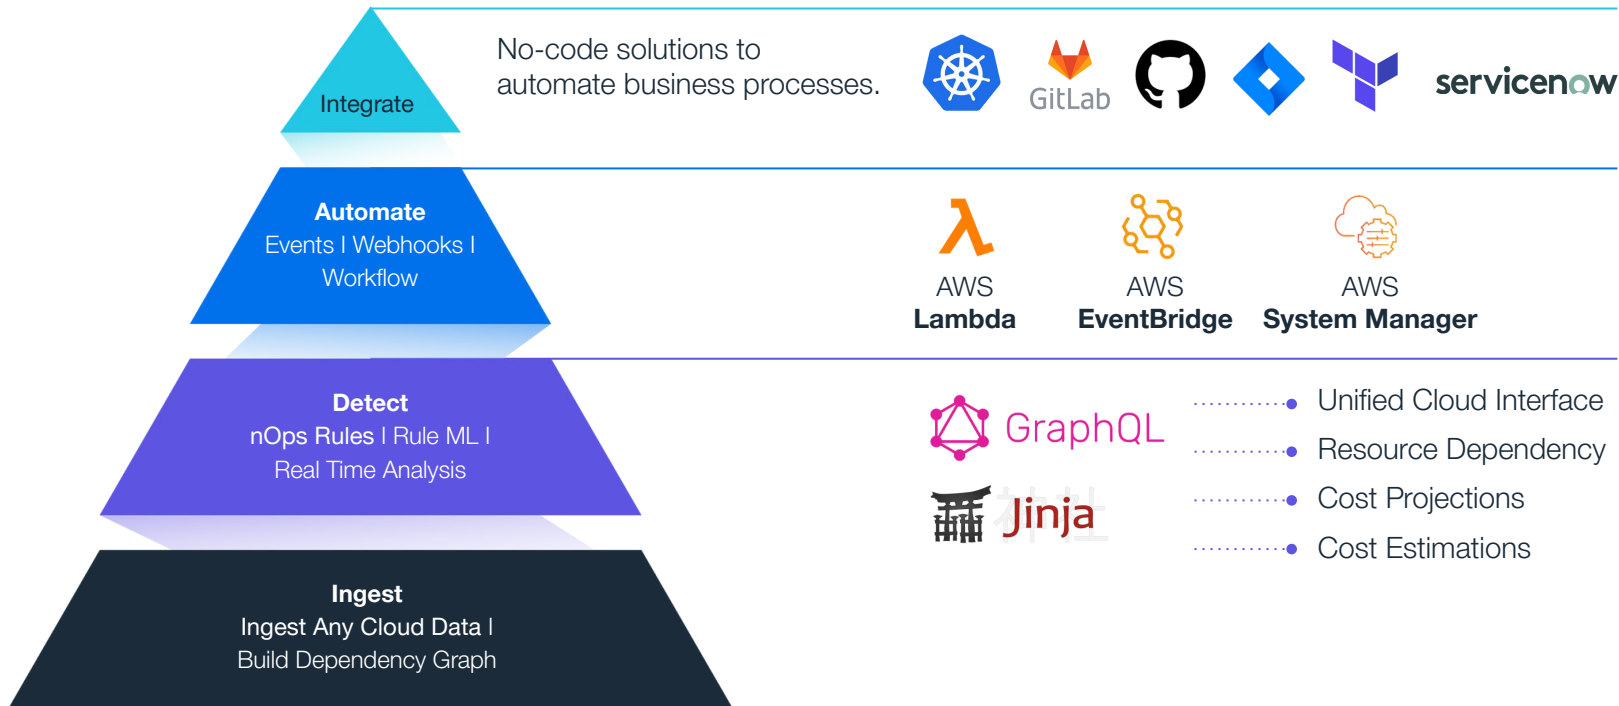 Integrate
No-code solutions to
automate business processes.
GitLab
servicenow
Automate
Events I Webhooks I
Workflow
AWS
Lambda
AWS
EventBridge
AWS
System Manager
Detect
nOps Rules I Rule ML I
Real Time Analysis
GraphQL
神社
Jinja
Unified Cloud Interface
Resource Dependency
Cost Projections
Cost Estimations
Ingest
Ingest Any Cloud Data I
Build Dependency Graph